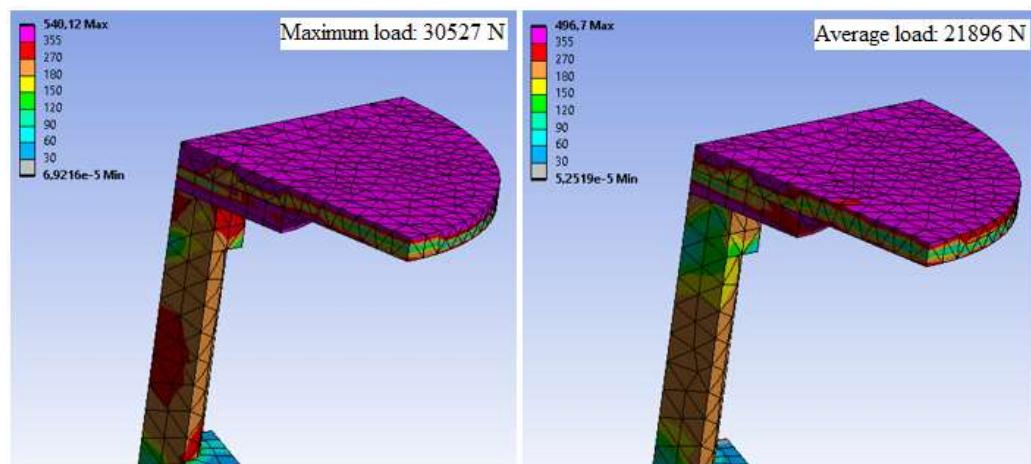 540,12 Max
355
270
180
150
120
90
60
30
6,9216e-5 Min
Maximum load: 30527 N
496,7 Max
355
270
180
150
120
90
60
30
5,2519e-5 Min
Average load: 21896 N